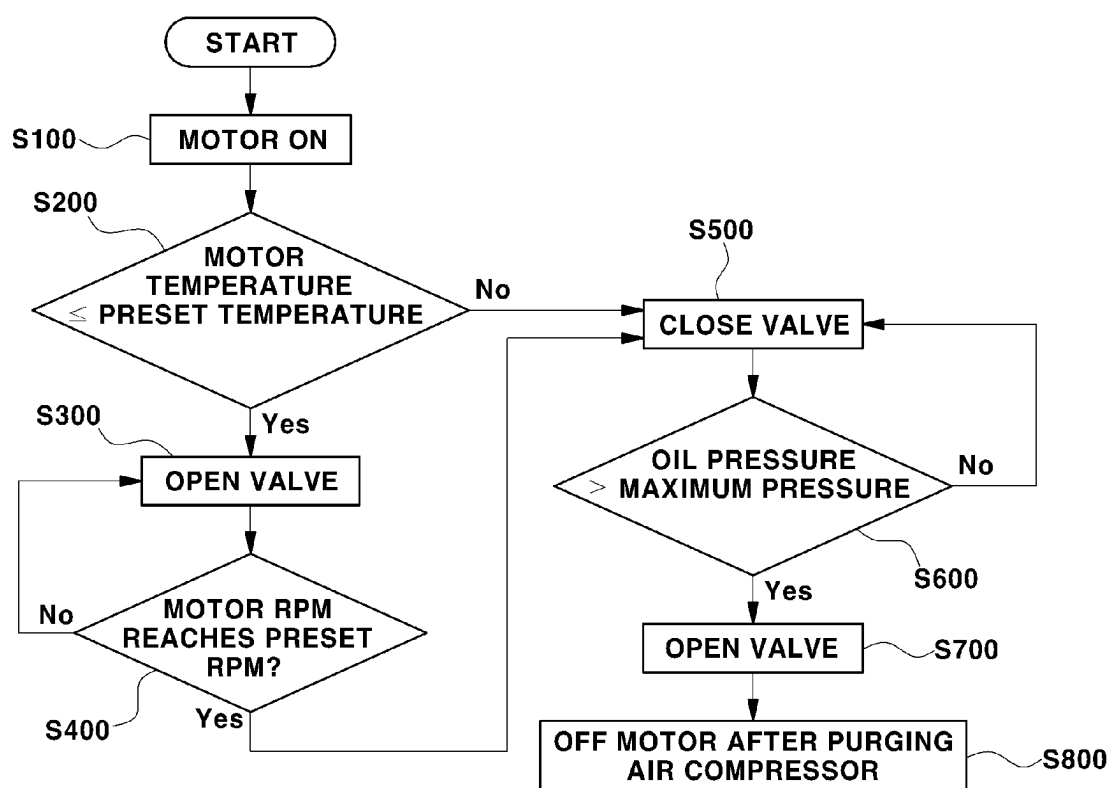 START
S100
MOTOR ON
S200
MOTOR
TEMPERATURE
≤ PRESET TEMPERATURE
No
Yes
S300
OPEN VALVE
MOTOR RPM
REACHES PRESET
RPM?
No
S400
Yes
S500
CLOSE VALVE
OIL PRESSURE
> MAXIMUM PRESSURE
No
S600
Yes
OPEN VALVE
S700
OFF MOTOR AFTER PURGING
AIR COMPRESSOR
S800